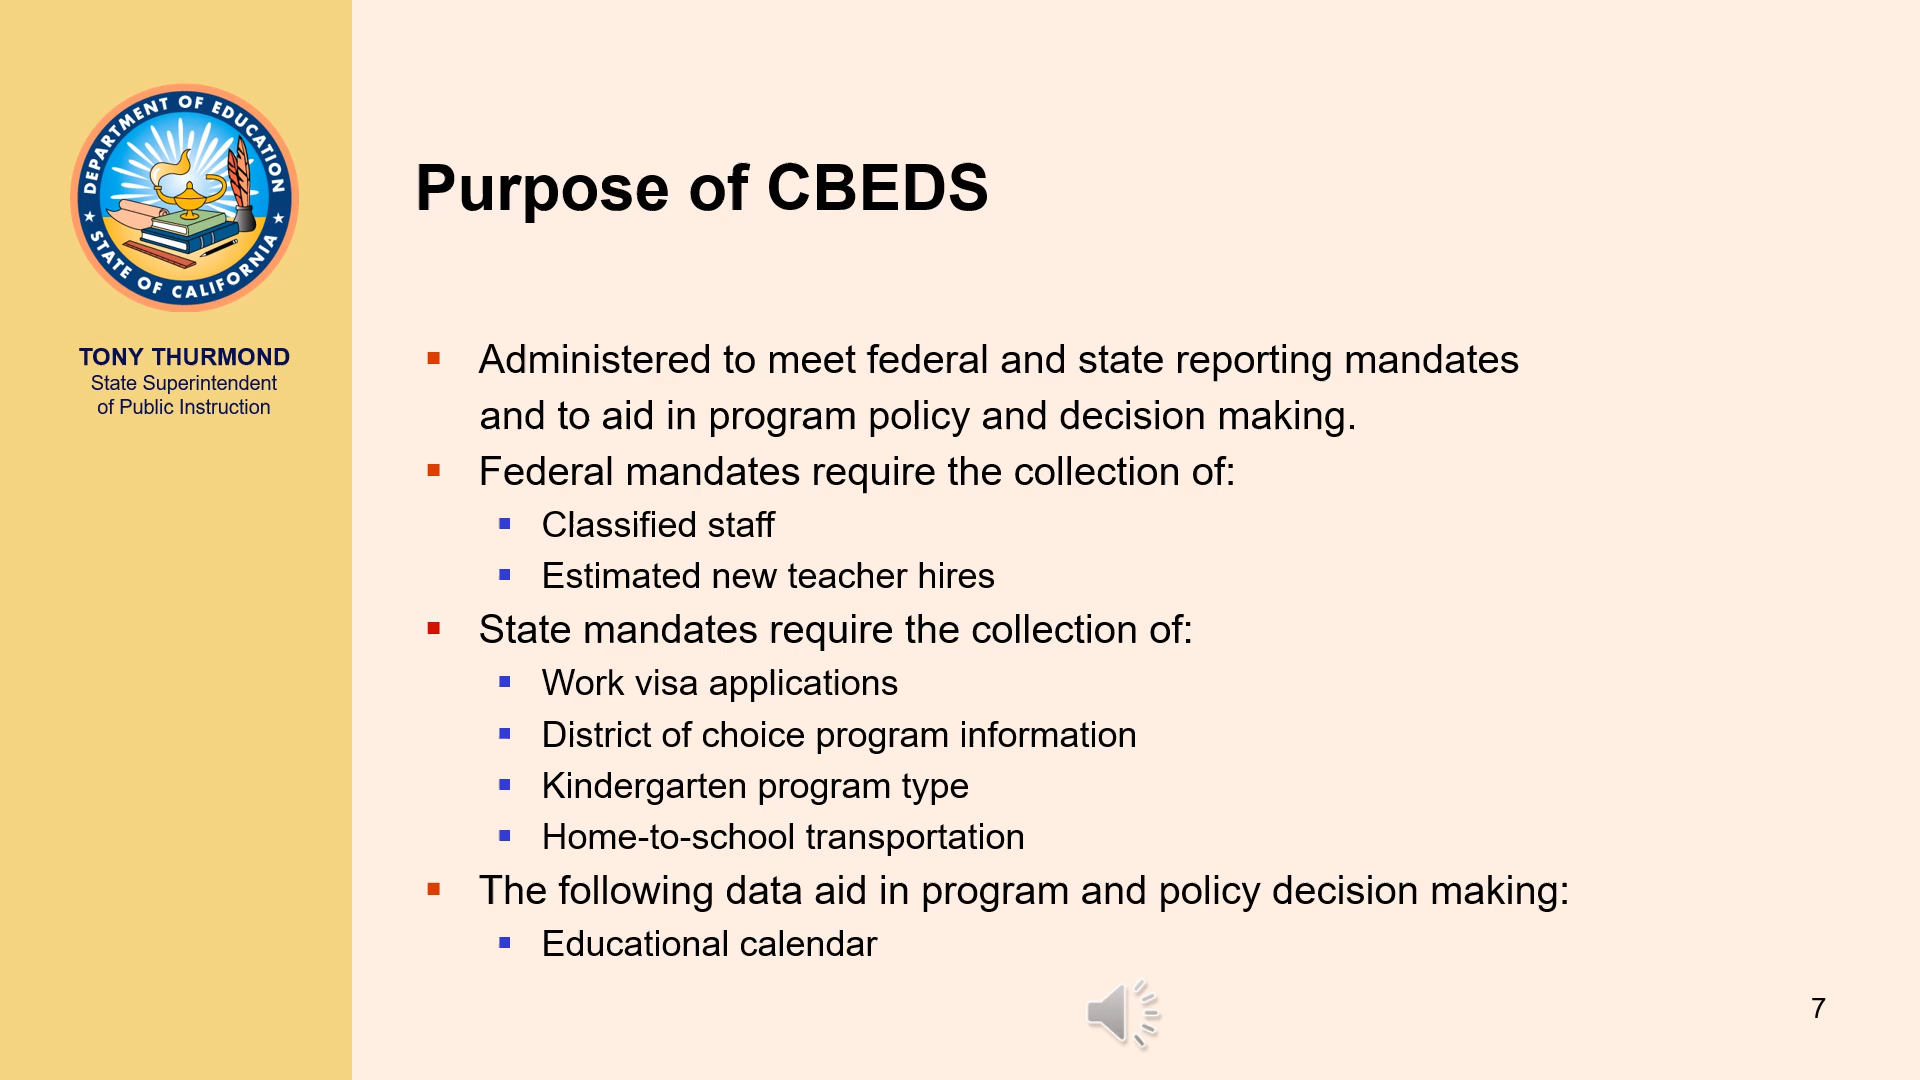 DEPARTMENT OF EDUCATION
STATE OF CALIFORNIA
TONY THURMOND
State Superintendent
of Public Instruction
Purpose of CBEDS
Administered to meet federal and state reporting mandates
and to aid in program policy and decision making.
Federal mandates require the collection of:
Classified staff
Estimated new teacher hires
State mandates require the collection of:
Work visa applications
District of choice program information
Kindergarten program type
Home-to-school transportation
The following data aid in program and policy decision making:
Educational calendar
7